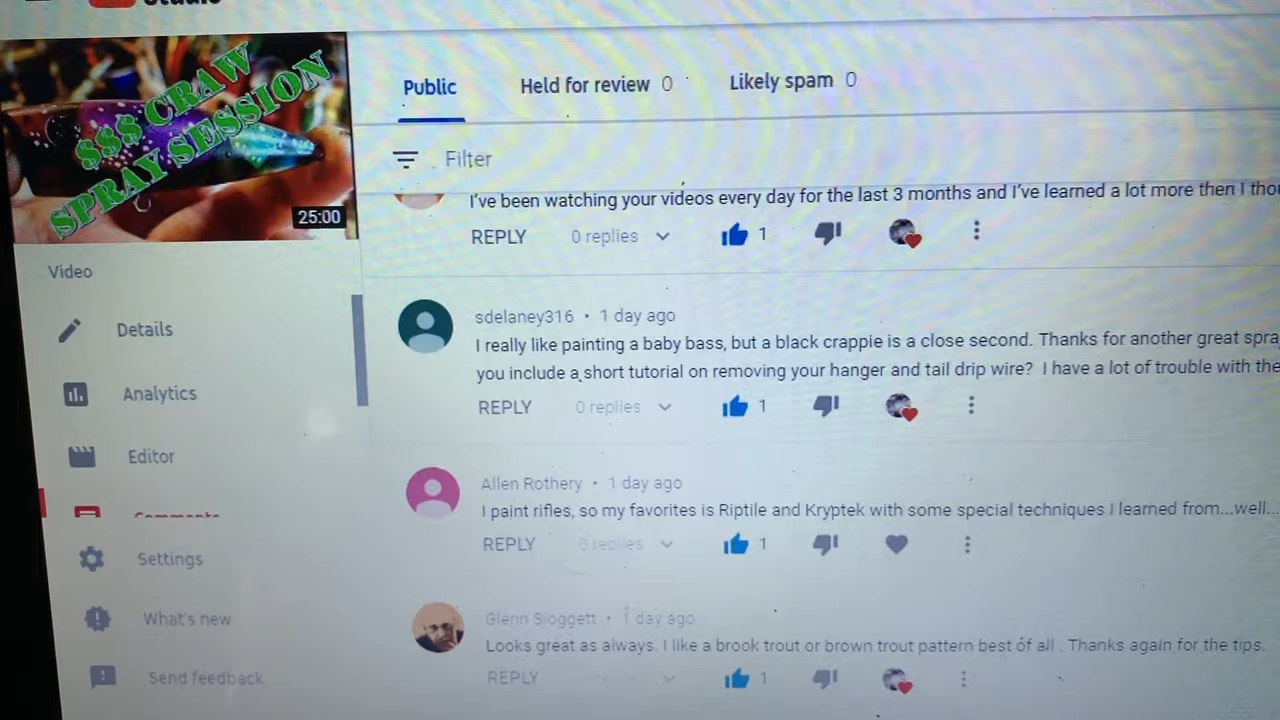 Studio
$$$ CRAW
SPRAY SESSION
25:00
Video
Details
Analytics
Editor
Comments
Settings
What's new
Send feedback
Public
Held for review 0
Likely spam 0
Filter
I've been watching your videos every day for the last 3 months and I've learned a lot more then I
REPLY 0 replies 1
sdelaney316 • 1 day ago
I really like painting a baby bass, but a black crappie is a close second. Thanks for another great
you include a short tutorial on removing your hanger and tail drip wire? I have a lot of trouble with
REPLY 0 replies 1
Allen Rothery • 1 day ago
I paint rifles, so my favorites is Riptile and Kryptek with some special techniques I learned from...well...
REPLY 0 replies 1
Glenn Sloggett • 1 day ago
Looks great as always. I like a brook trout or brown trout pattern best of all . Thanks again for the tips.
REPLY 1